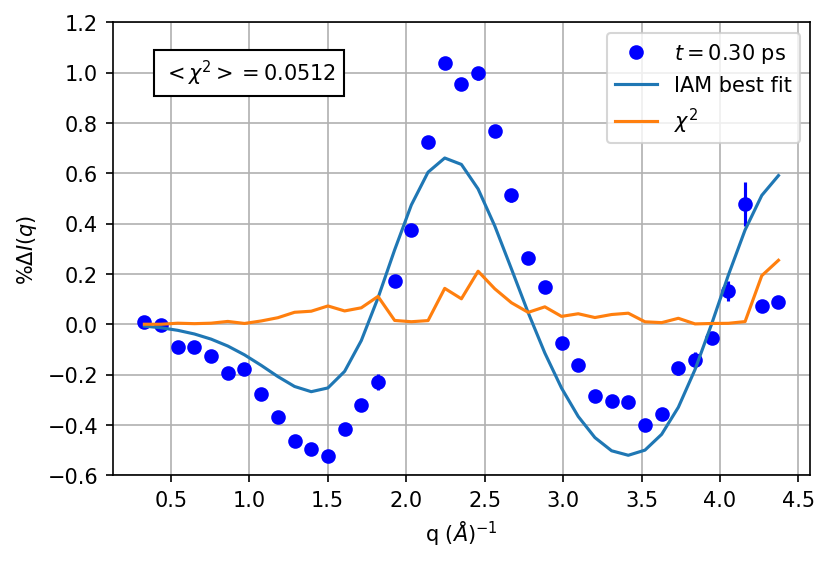 1.2
1.0
0.8
0.6
0.4
0.2
0.0
−0.2
−0.4
−0.6
%ΔI(q)
< χ² > = 0.0512
t = 0.30 ps
IAM best fit
χ²
0.5 1.0 1.5 2.0 2.5 3.0 3.5 4.0 4.5
q (Å)⁻¹